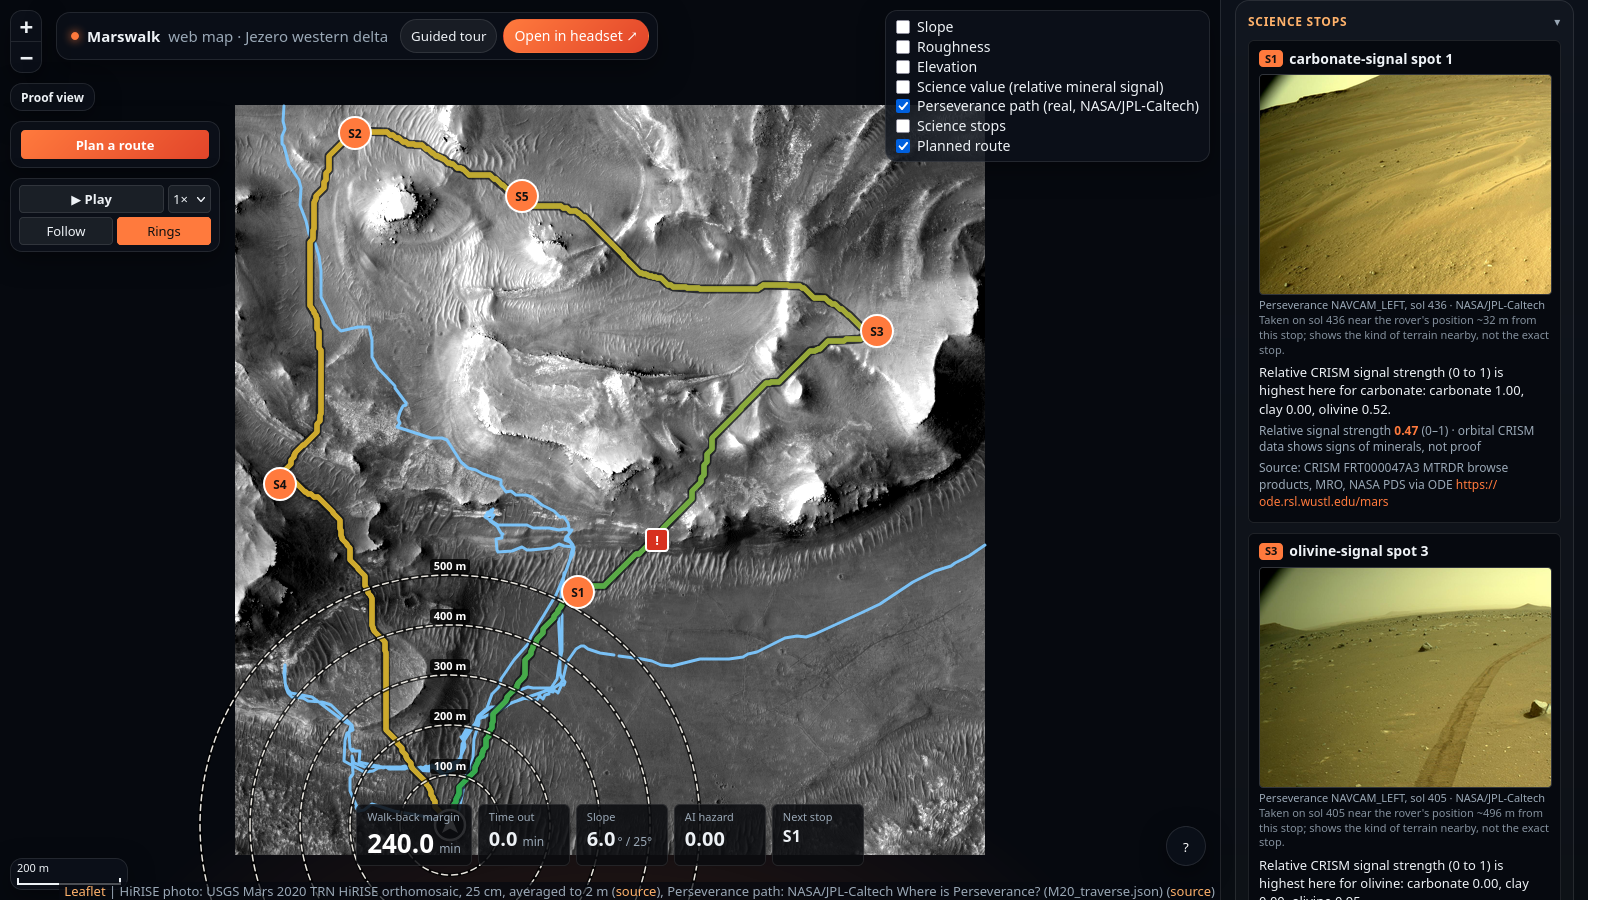 +
−
Marswalk web map · Jezero western delta
Guided tour
Open in headset ↗
Proof view
Plan a route
▶ Play
1×
Follow
Rings
Slope
Roughness
Elevation
Science value (relative mineral signal)
Perseverance path (real, NASA/JPL-Caltech)
Science stops
Planned route
S2
S5
S3
S4
!
S1
500 m
400 m
300 m
200 m
100 m
Walk-back margin
240.0 min
Time out
0.0 min
Slope
6.0° / 25°
AI hazard
0.00
Next stop
S1
?
200 m
Leaflet | HiRISE photo: USGS Mars 2020 TRN HiRISE orthomosaic, 25 cm, averaged to 2 m (source), Perseverance path: NASA/JPL-Caltech Where is Perseverance? (M20_traverse.json) (source)
SCIENCE STOPS ▾
S1 carbonate-signal spot 1
Perseverance NAVCAM_LEFT, sol 436 · NASA/JPL-Caltech
Taken on sol 436 near the rover's position ~32 m from
this stop; shows the kind of terrain nearby, not the exact
stop.
Relative CRISM signal strength (0 to 1) is
highest here for carbonate: carbonate 1.00,
clay 0.00, olivine 0.52.
Relative signal strength 0.47 (0–1) · orbital CRISM
data shows signs of minerals, not proof
Source: CRISM FRT000047A3 MTRDR browse
products, MRO, NASA PDS via ODE https://
ode.rsl.wustl.edu/mars
S3 olivine-signal spot 3
Perseverance NAVCAM_LEFT, sol 405 · NASA/JPL-Caltech
Taken on sol 405 near the rover's position ~496 m from
this stop; shows the kind of terrain nearby, not the exact
stop.
Relative CRISM signal strength (0 to 1) is
highest here for olivine: carbonate 0.00, clay